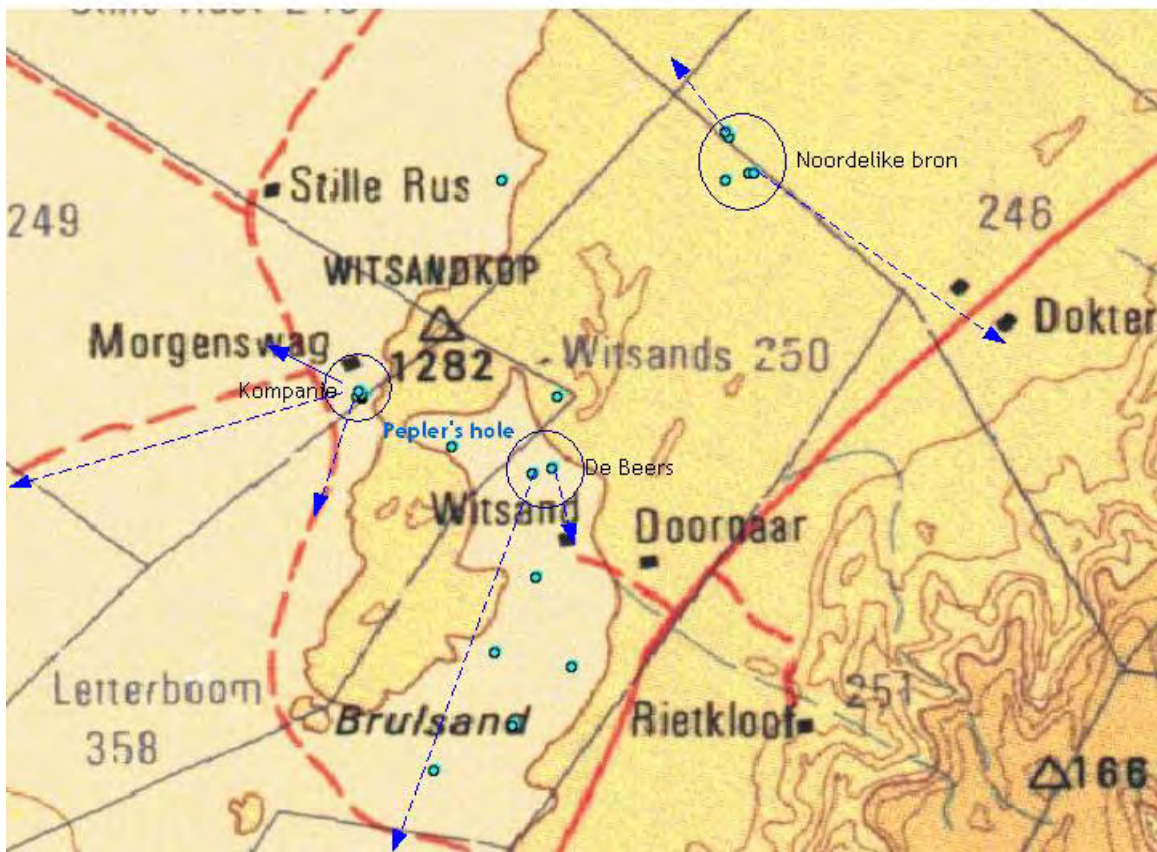 Noordelike bron
Stille Rus
249
246
WITSANDKOP
Dokter
Morgenswag
1282
Witsands 250
Kompanie
Pepler's hole
De Beers
Witsand
Doorgaar
Letterboom
358
Brulsand
Rietkloof
251
166